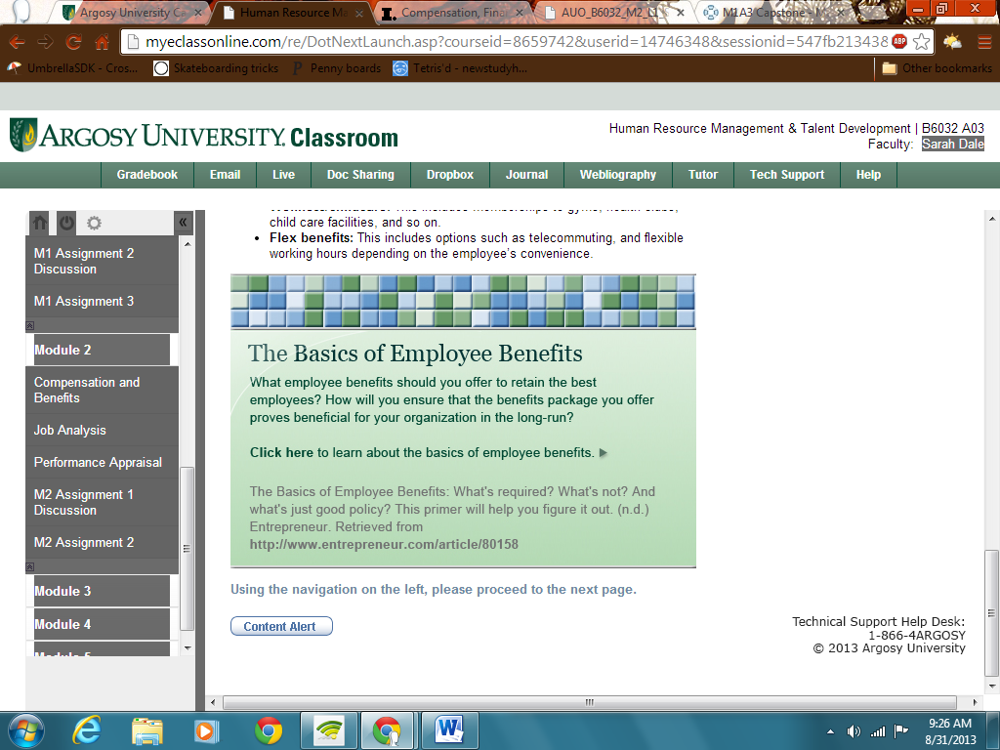 Argosy University Ca
Human Resource Ma
Compensation, Finan
AUO_B6032_M2_L1
M1A3 Capstone - M
myeclassonline.com/re/DotNextLaunch.asp?courseid=8659742&userid=14746348&sessionid=547fb213438
ABP
UmbrellaSDK - Cros...
Skateboarding tricks
Penny boards
Tetris'd - newstudyh...
Other bookmarks
ARGOSY UNIVERSITY. Classroom
Human Resource Management & Talent Development | B6032 A03
Faculty: Sarah Dale
Gradebook
Email
Live
Doc Sharing
Dropbox
Journal
Webliography
Tutor
Tech Support
Help
M1 Assignment 2
Discussion
M1 Assignment 3
Module 2
Compensation and
Benefits
Job Analysis
Performance Appraisal
M2 Assignment 1
Discussion
M2 Assignment 2
Module 3
Module 4
Module 5
This includes memberships to gyms, health clubs,
child care facilities, and so on.
• Flex benefits: This includes options such as telecommuting, and flexible
working hours depending on the employee's convenience.
The Basics of Employee Benefits
What employee benefits should you offer to retain the best
employees? How will you ensure that the benefits package you offer
proves beneficial for your organization in the long-run?
Click here to learn about the basics of employee benefits.
The Basics of Employee Benefits: What's required? What's not? And
what's just good policy? This primer will help you figure it out. (n.d.)
Entrepreneur. Retrieved from
http://www.entrepreneur.com/article/80158
Using the navigation on the left, please proceed to the next page.
Content Alert
Technical Support Help Desk:
1-866-4ARGOSY
© 2013 Argosy University
9:26 AM
8/31/2013